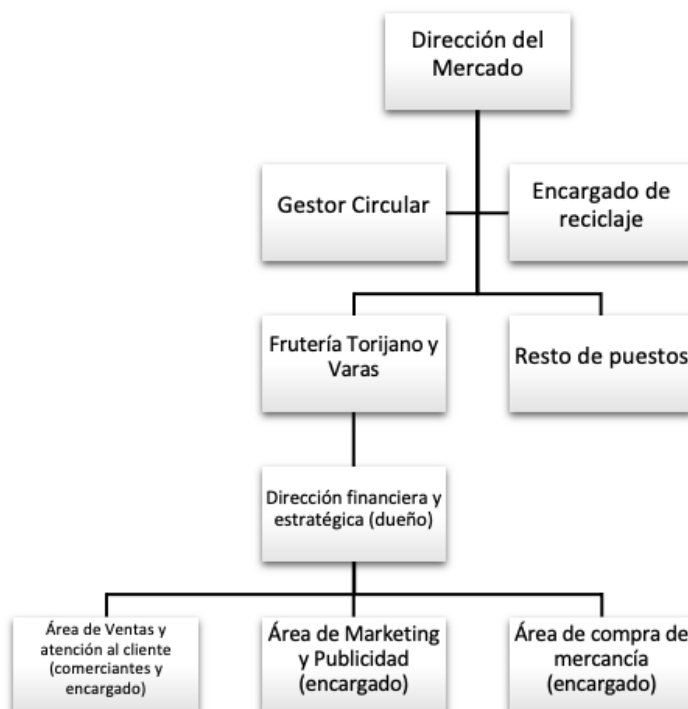 Dirección del
Mercado
Gestor Circular
Encargado de
reciclaje
Frutería Torijano y
Varas
Resto de puestos
Dirección financiera y
estratégica (dueño)
Área de Ventas y
atención al cliente
(comerciantes y
encargado)
Área de Marketing
y Publicidad
(encargado)
Área de compra de
mercancía
(encargado)